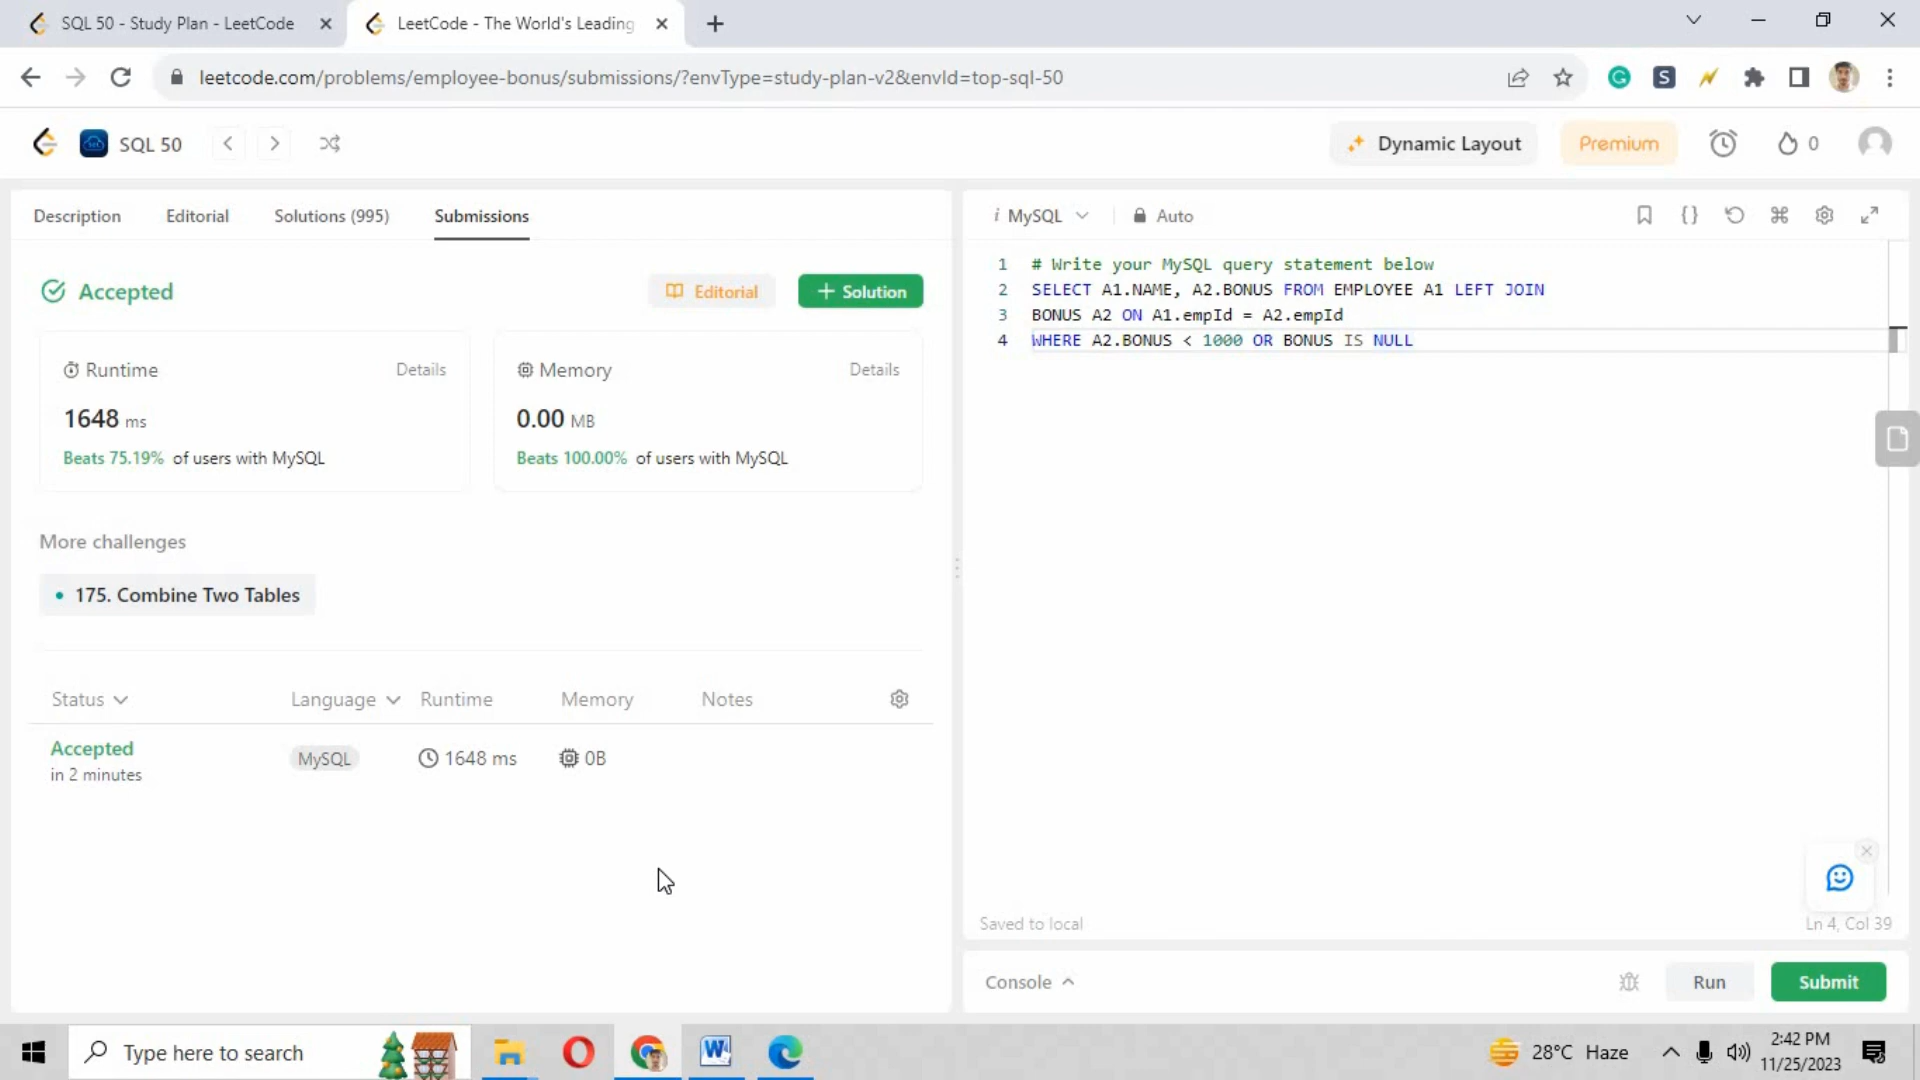 SQL 50 - Study Plan - LeetCode
LeetCode - The World's Leading
leetcode.com/problems/employee-bonus/submissions/?envType=study-plan-v2&envId=top-sql-50
SQL 50
Dynamic Layout
Premium
0
Description
Editorial
Solutions (995)
Submissions
Accepted
Editorial
+ Solution
Runtime
Details
1648 ms
Beats 75.19% of users with MySQL
Memory
Details
0.00 MB
Beats 100.00% of users with MySQL
More challenges
175. Combine Two Tables
Status
Language
Runtime
Memory
Notes
Accepted
in 2 minutes
MySQL
1648 ms
0B
i MySQL
Auto
1 # Write your MySQL query statement below
2 SELECT A1.NAME, A2.BONUS FROM EMPLOYEE A1 LEFT JOIN
3 BONUS A2 ON A1.empId = A2.empId
4 WHERE A2.BONUS < 1000 OR BONUS IS NULL
Saved to local
Ln 4, Col 39
Console
Run
Submit
Type here to search
28°C Haze
2:42 PM
11/25/2023